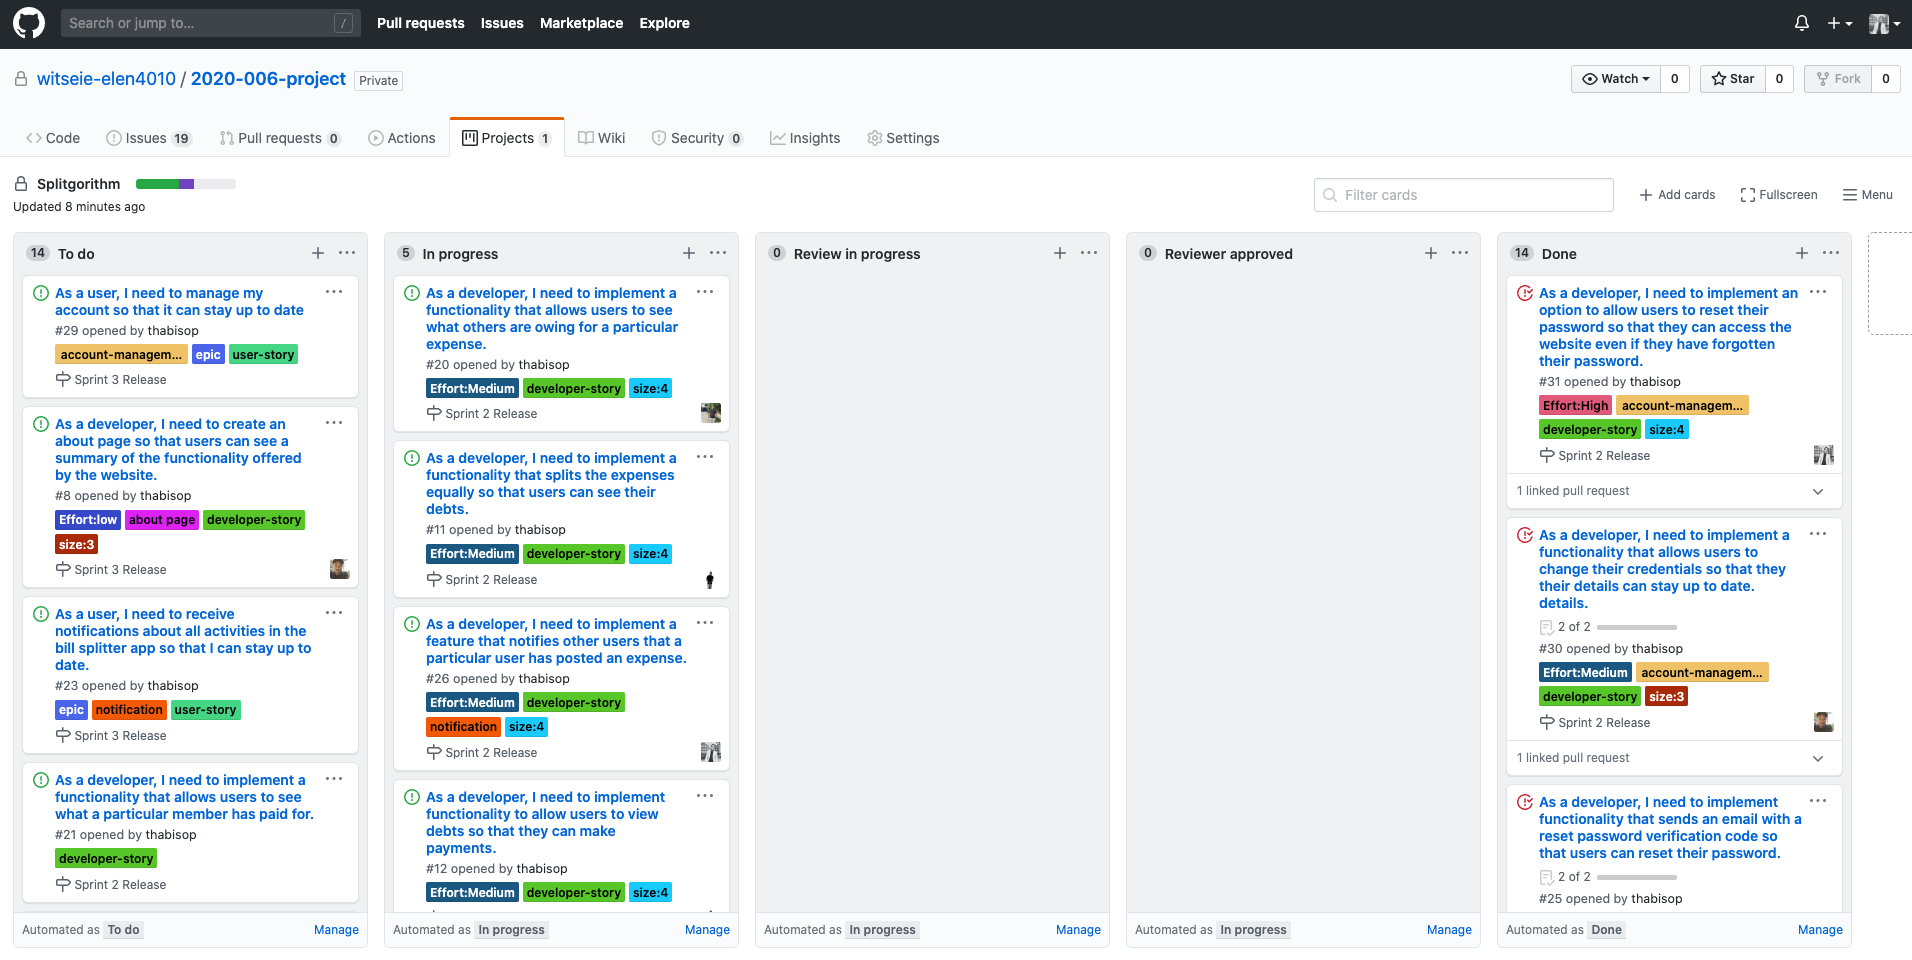 Search or jump to... /
Pull requests Issues Marketplace Explore
witseie-elen4010 / 2020-006-project Private
Watch 0 Star 0 Fork 0
Code Issues 19 Pull requests 0 Actions Projects 1 Wiki Security 0 Insights Settings
Splitgorithm
Updated 8 minutes ago
Filter cards
Add cards Fullscreen Menu
14 To do
As a user, I need to manage my
account so that it can stay up to date
#29 opened by thabisop
account-managem... epic user-story
Sprint 3 Release
As a developer, I need to create an
about page so that users can see a
summary of the functionality offered
by the website.
#8 opened by thabisop
Effort:low about page developer-story
size:3
Sprint 3 Release
As a user, I need to receive
notifications about all activities in the
bill splitter app so that I can stay up to
date.
#23 opened by thabisop
epic notification user-story
Sprint 3 Release
As a developer, I need to implement a
functionality that allows users to see
what a particular member has paid for.
#21 opened by thabisop
developer-story
Sprint 2 Release
Automated as To do Manage
5 In progress
As a developer, I need to implement a
functionality that allows users to see
what others are owing for a particular
expense.
#20 opened by thabisop
Effort:Medium developer-story size:4
Sprint 2 Release
As a developer, I need to implement a
functionality that splits the expenses
equally so that users can see their
debts.
#11 opened by thabisop
Effort:Medium developer-story size:4
Sprint 2 Release
As a developer, I need to implement a
feature that notifies other users that a
particular user has posted an expense.
#26 opened by thabisop
Effort:Medium developer-story
notification size:4
Sprint 2 Release
As a developer, I need to implement
functionality to allow users to view
debts so that they can make
payments.
#12 opened by thabisop
Effort:Medium developer-story size:4
Automated as In progress Manage
0 Review in progress
Automated as In progress Manage
0 Reviewer approved
Automated as In progress Manage
14 Done
As a developer, I need to implement an
option to allow users to reset their
password so that they can access the
website even if they have forgotten
their password.
#31 opened by thabisop
Effort:High account-managem...
developer-story size:4
Sprint 2 Release
1 linked pull request
As a developer, I need to implement a
functionality that allows users to
change their credentials so that they
their details can stay up to date.
details.
2 of 2
#30 opened by thabisop
Effort:Medium account-managem...
developer-story size:3
Sprint 2 Release
1 linked pull request
As a developer, I need to implement
functionality that sends an email with a
reset password verification code so
that users can reset their password.
2 of 2
#25 opened by thabisop
Automated as Done Manage